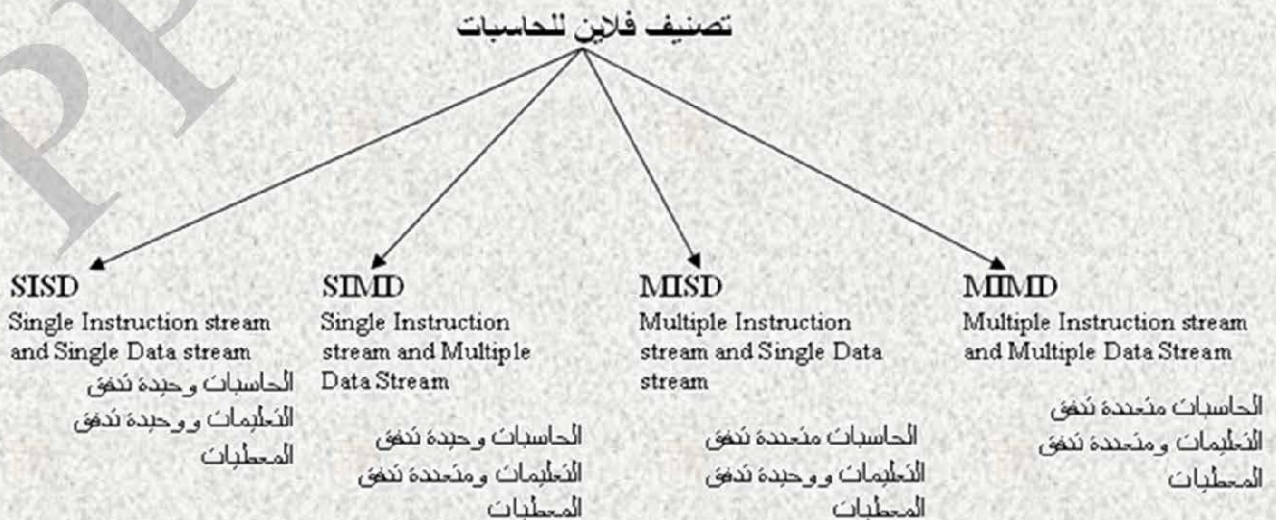 تصنيف فلاين للحاسبات
SISD
Single Instruction stream
and Single Data stream
الحاسبات وحيدة تدفق
التعليمات ووحيدة تدفق
المعطيات
SIMD
Single Instruction
stream and Multiple
Data Stream
الحاسبات وحيدة تدفق
التعليمات ومتعددة تدفق
المعطيات
MISD
Multiple Instruction
stream and Single Data
stream
الحاسبات متعددة تدفق
التعليمات ووحيدة تدفق
المعطيات
MIMD
Multiple Instruction stream
and Multiple Data Stream
الحاسبات متعددة تدفق
التعليمات ومتعددة تدفق
المعطيات